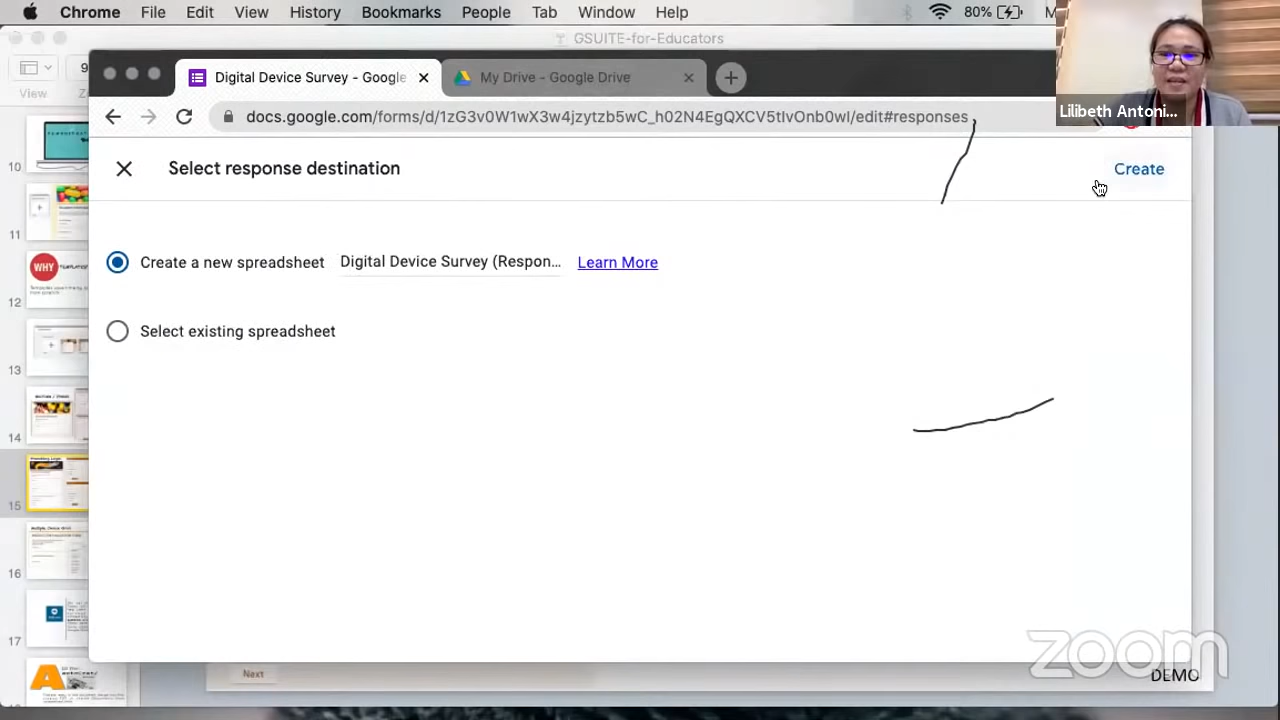 Chrome File Edit View History Bookmarks People Tab Window Help 80%
GSUITE-for-Educators
Digital Device Survey - Google
My Drive - Google Drive
View
docs.google.com/forms/d/1zG3v0W1wX3w4jzytzb5wC_h02N4EgQXCV5tIvOnb0wI/edit#responses
Lilibeth Antoni...
Select response destination
Create
Create a new spreadsheet Digital Device Survey (Respon... Learn More
Select existing spreadsheet
10
11
12
WHY
13
14
15
16
17
Next
zoom
DEMO